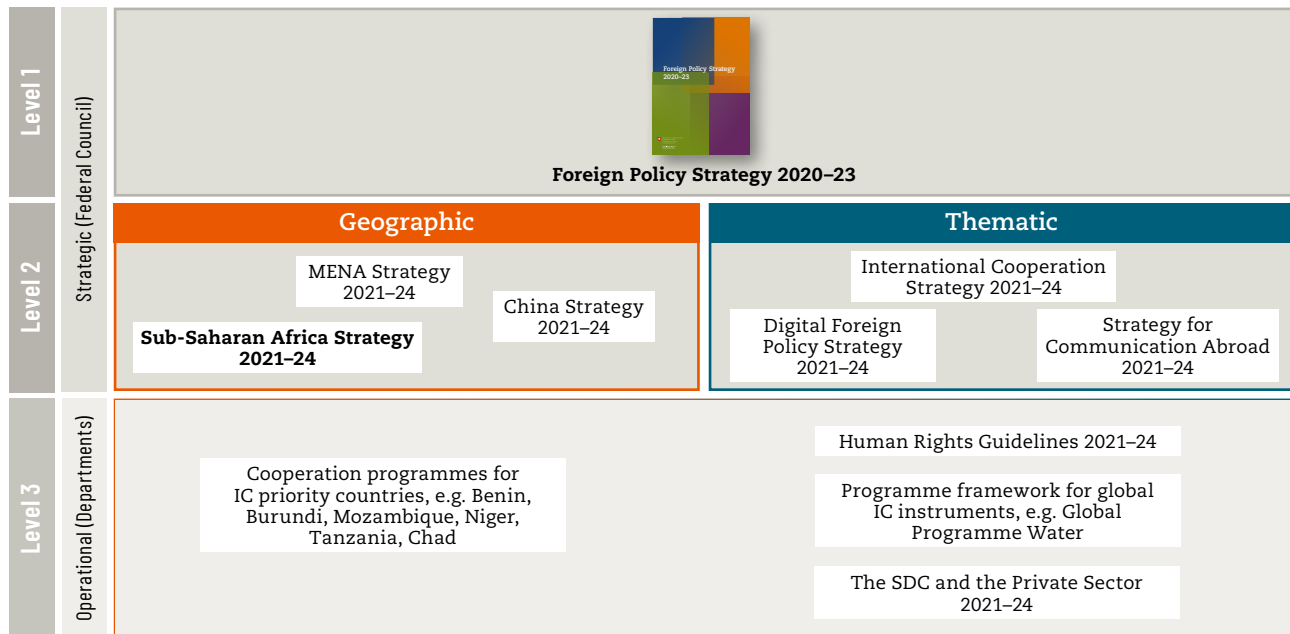 Level 1
Strategic (Federal Council)
Foreign Policy Strategy
2020–23
Foreign Policy Strategy 2020–23
Level 2
Geographic
MENA Strategy
2021–24
China Strategy
2021–24
Sub-Saharan Africa Strategy
2021–24
Thematic
International Cooperation
Strategy 2021–24
Digital Foreign
Policy Strategy
2021–24
Strategy for
Communication Abroad
2021–24
Level 3
Operational (Departments)
Cooperation programmes for
IC priority countries, e.g. Benin,
Burundi, Mozambique, Niger,
Tanzania, Chad
Human Rights Guidelines 2021–24
Programme framework for global
IC instruments, e.g. Global
Programme Water
The SDC and the Private Sector
2021–24